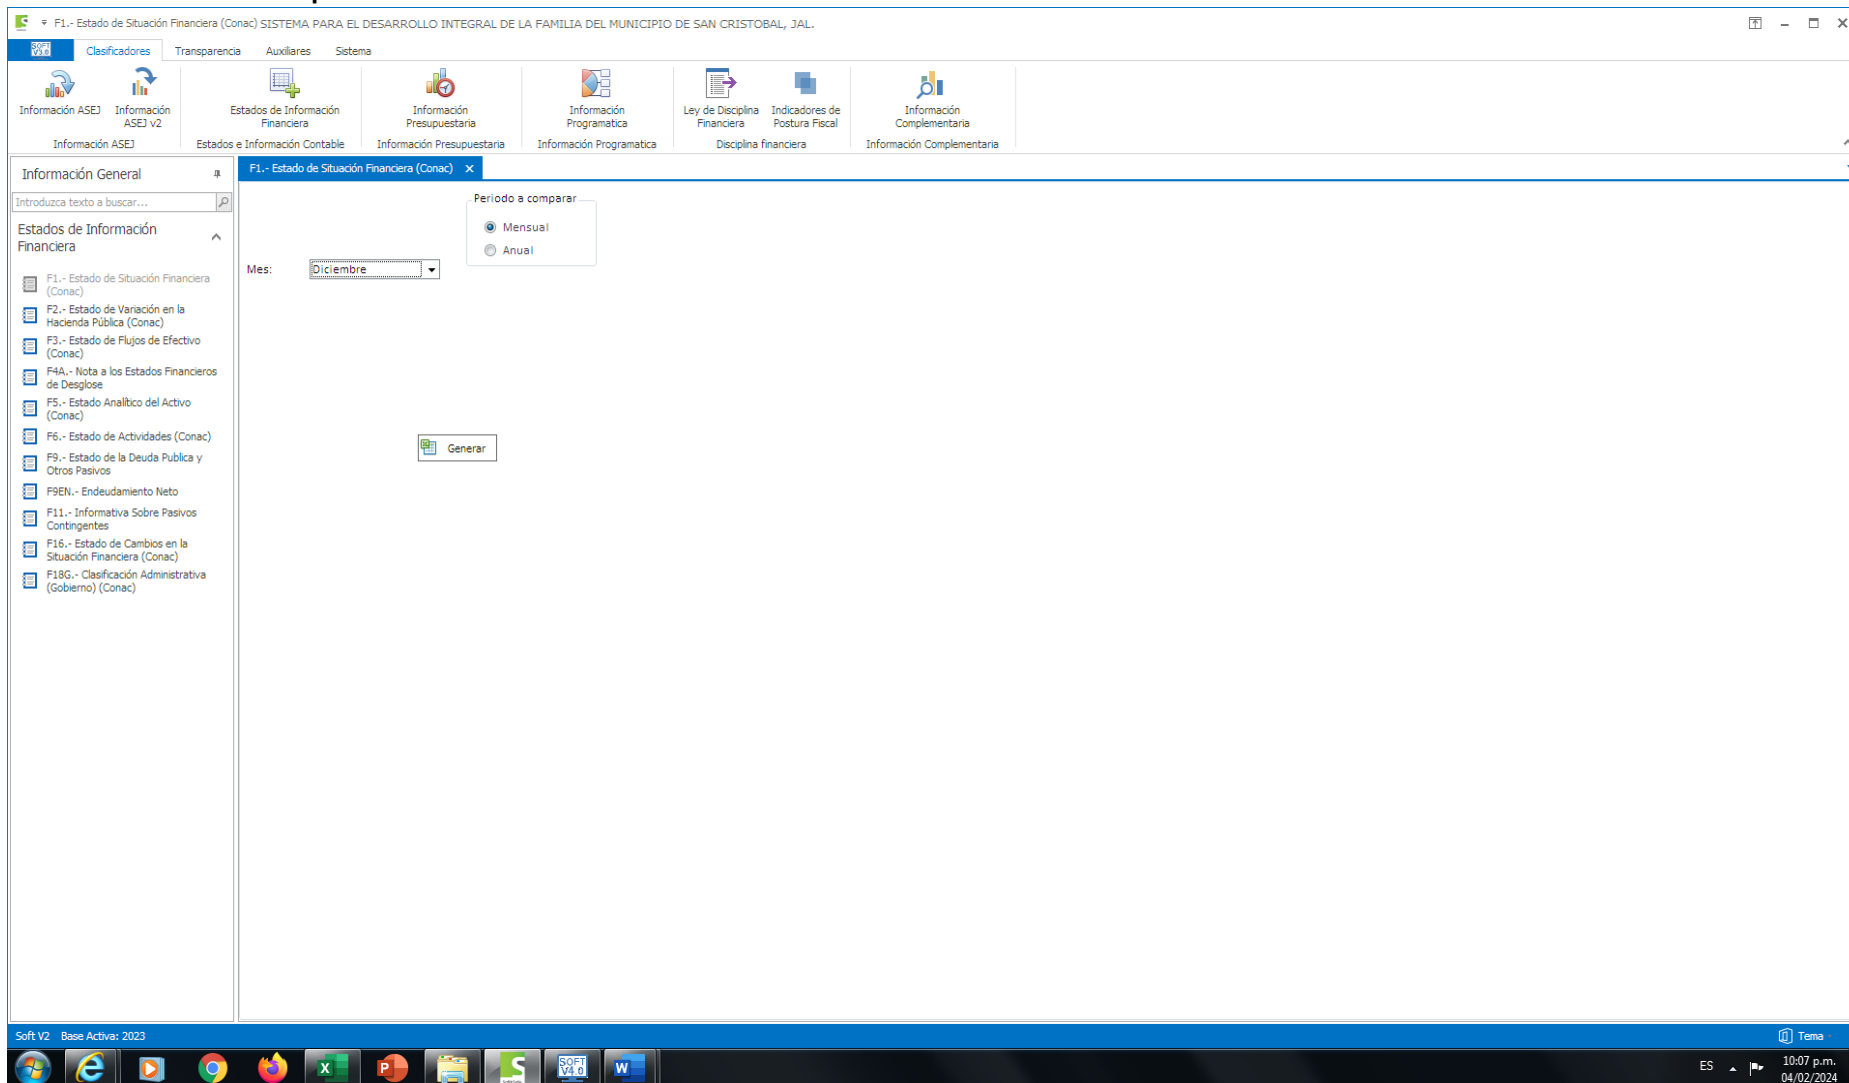 F1.- Estado de Situación Financiera (Conac) SISTEMA PARA EL DESARROLLO INTEGRAL DE LA FAMILIA DEL MUNICIPIO DE SAN CRISTOBAL, JAL.
SOFT V3.0
Clasificadores Transparencia Auxiliares Sistema
Información ASEJ
Información ASEJ v2
Estados de Información Financiera
Información Presupuestaria
Información Programatica
Ley de Disciplina Financiera
Indicadores de Postura Fiscal
Información Complementaria
Información ASEJ
Estados e Información Contable
Información Presupuestaria
Información Programatica
Disciplina financiera
Información Complementaria
Información General
Introduzca texto a buscar...
Estados de Información
Financiera
F1.- Estado de Situación Financiera
(Conac)
F2.- Estado de Variación en la
Hacienda Pública (Conac)
F3.- Estado de Flujos de Efectivo
(Conac)
F4A.- Nota a los Estados Financieros
de Desglose
F5.- Estado Analítico del Activo
(Conac)
F6.- Estado de Actividades (Conac)
F9.- Estado de la Deuda Publica y
Otros Pasivos
F9EN.- Endeudamiento Neto
F11.- Informativa Sobre Pasivos
Contingentes
F16.- Estado de Cambios en la
Situación Financiera (Conac)
F18G.- Clasificación Administrativa
(Gobierno) (Conac)
F1.- Estado de Situación Financiera (Conac)
Periodo a comparar
Mensual
Anual
Mes: Diciembre
Generar
Soft V2 Base Activa: 2023
Tema
SOFT
V4.0
ES
10:07 p.m.
04/02/2024